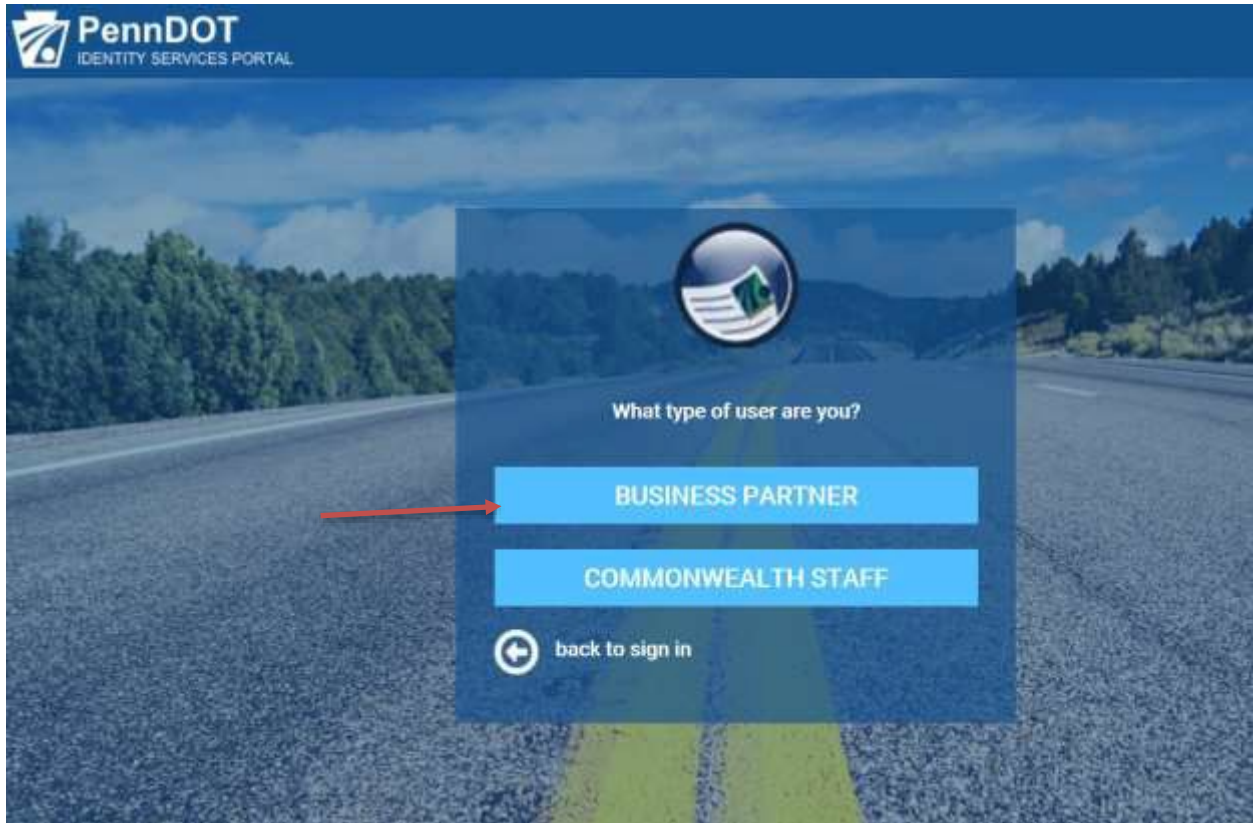 PennDOT
IDENTITY SERVICES PORTAL
What type of user are you?
BUSINESS PARTNER
COMMONWEALTH STAFF
back to sign in